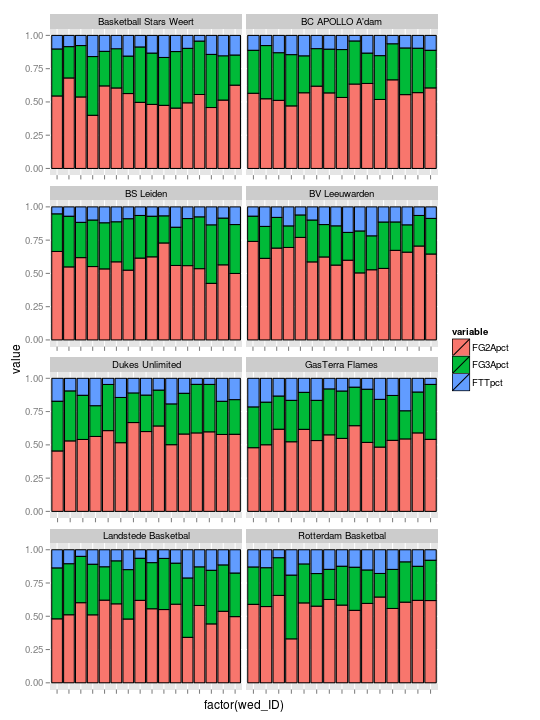 Basketball Stars Weert
BC APOLLO A'dam
1.00
0.75
0.50
0.25
0.00
BS Leiden
BV Leeuwarden
1.00
0.75
0.50
0.25
0.00
value
variable
FG2Apct
FG3Apct
FTTpct
Dukes Unlimited
GasTerra Flames
1.00
0.75
0.50
0.25
0.00
Landstede Basketbal
Rotterdam Basketbal
1.00
0.75
0.50
0.25
0.00
factor(wed_ID)